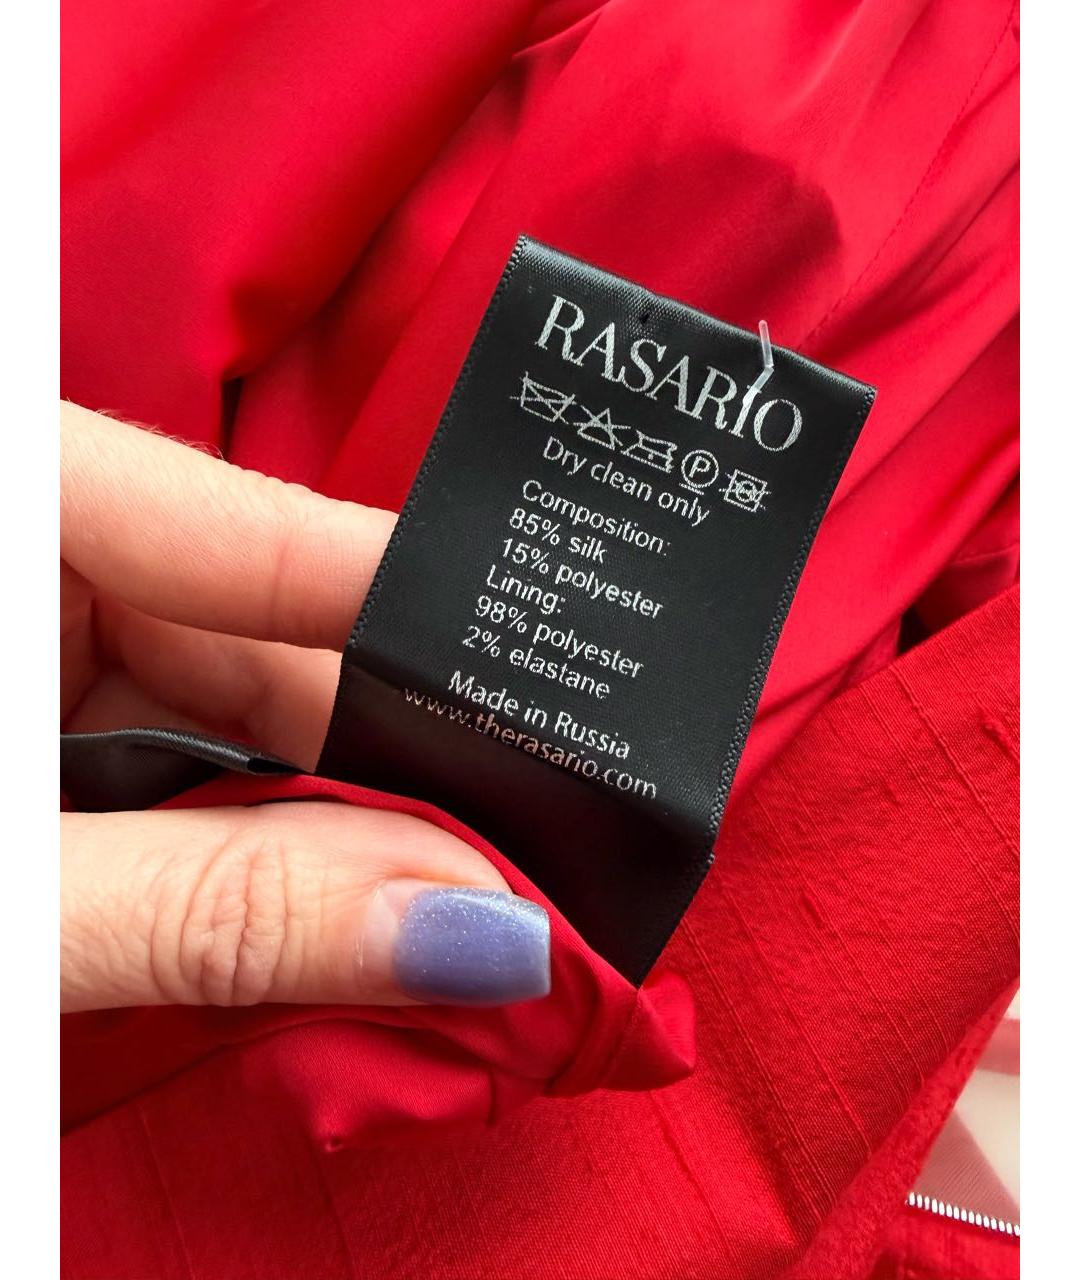 RASARIO
P
Dry clean only
Composition:
85% silk
15% polyester
Lining:
98% polyester
2% elastane
Made in Russia
www.therasario.com